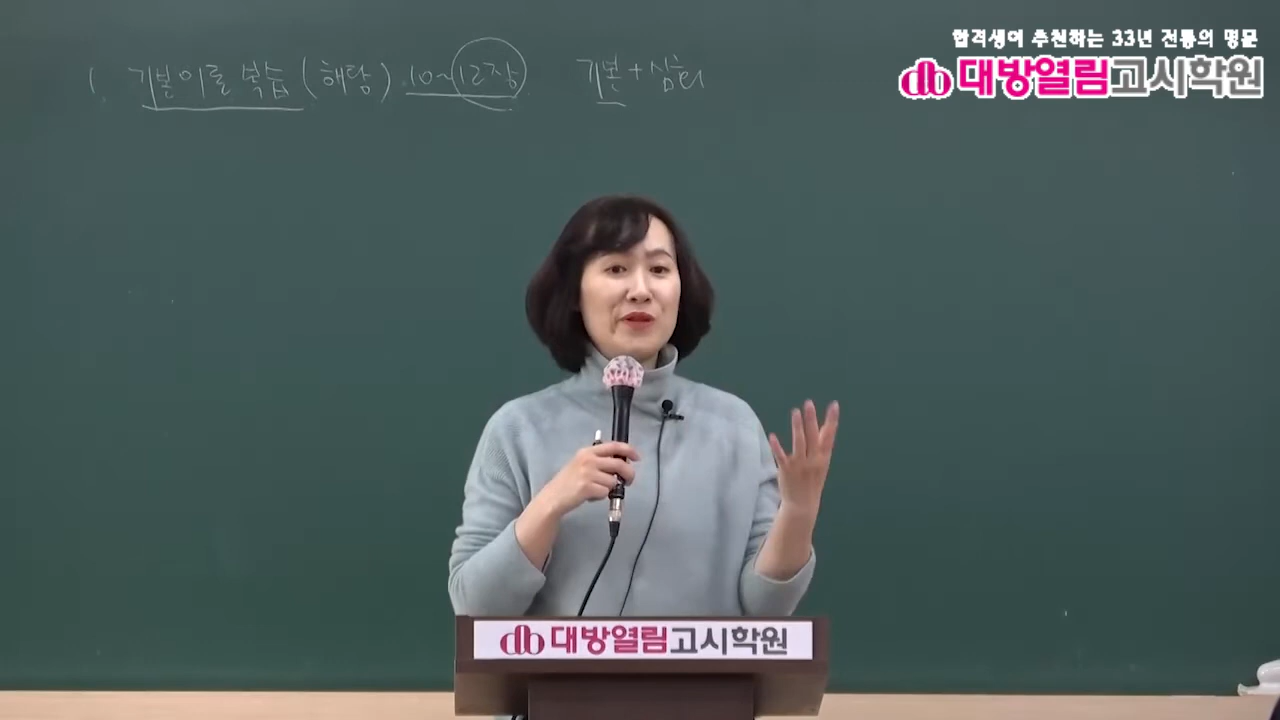 합격생이 추천하는 33년 전통의 명문
대방열림고시학원
1. 기본이론 복습 (해당) 10~12장 기본+심화
대방열림고시학원